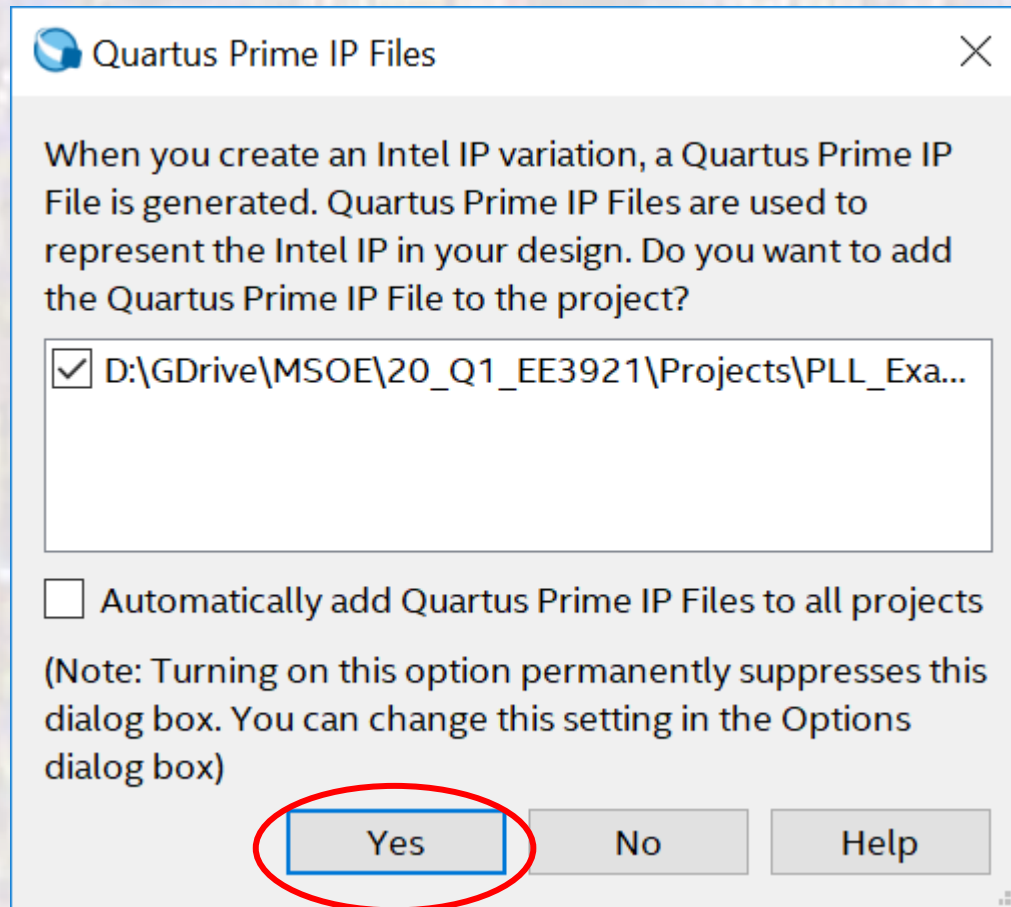 Quartus Prime IP Files
When you create an Intel IP variation, a Quartus Prime IP
File is generated. Quartus Prime IP Files are used to
represent the Intel IP in your design. Do you want to add
the Quartus Prime IP File to the project?
D:\GDrive\MSOE\20_Q1_EE3921\Projects\PLL_Exa...
Automatically add Quartus Prime IP Files to all projects
(Note: Turning on this option permanently suppresses this
dialog box. You can change this setting in the Options
dialog box)
Yes No Help